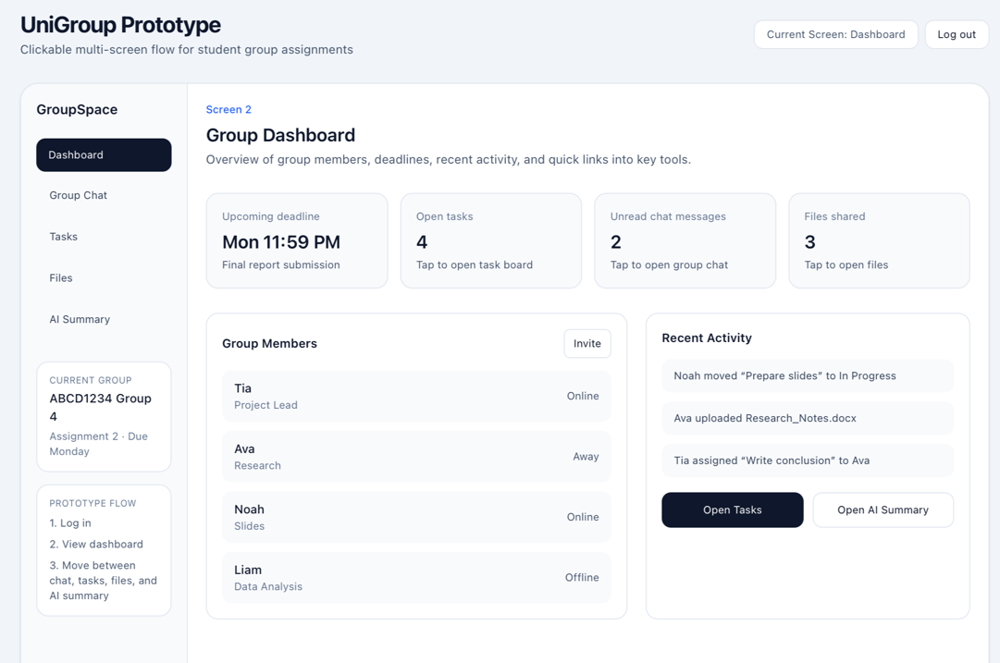 UniGroup Prototype
Clickable multi-screen flow for student group assignments
Current Screen: Dashboard
Log out
GroupSpace
Dashboard
Group Chat
Tasks
Files
AI Summary
CURRENT GROUP
ABCD1234 Group
4
Assignment 2 · Due
Monday
PROTOTYPE FLOW
1. Log in
2. View dashboard
3. Move between
chat, tasks, files, and
AI summary
Screen 2
Group Dashboard
Overview of group members, deadlines, recent activity, and quick links into key tools.
Upcoming deadline
Mon 11:59 PM
Final report submission
Open tasks
4
Tap to open task board
Unread chat messages
2
Tap to open group chat
Files shared
3
Tap to open files
Group Members
Invite
Tia
Project Lead
Online
Ava
Research
Away
Noah
Slides
Online
Liam
Data Analysis
Offline
Recent Activity
Noah moved “Prepare slides” to In Progress
Ava uploaded Research_Notes.docx
Tia assigned “Write conclusion” to Ava
Open Tasks
Open AI Summary